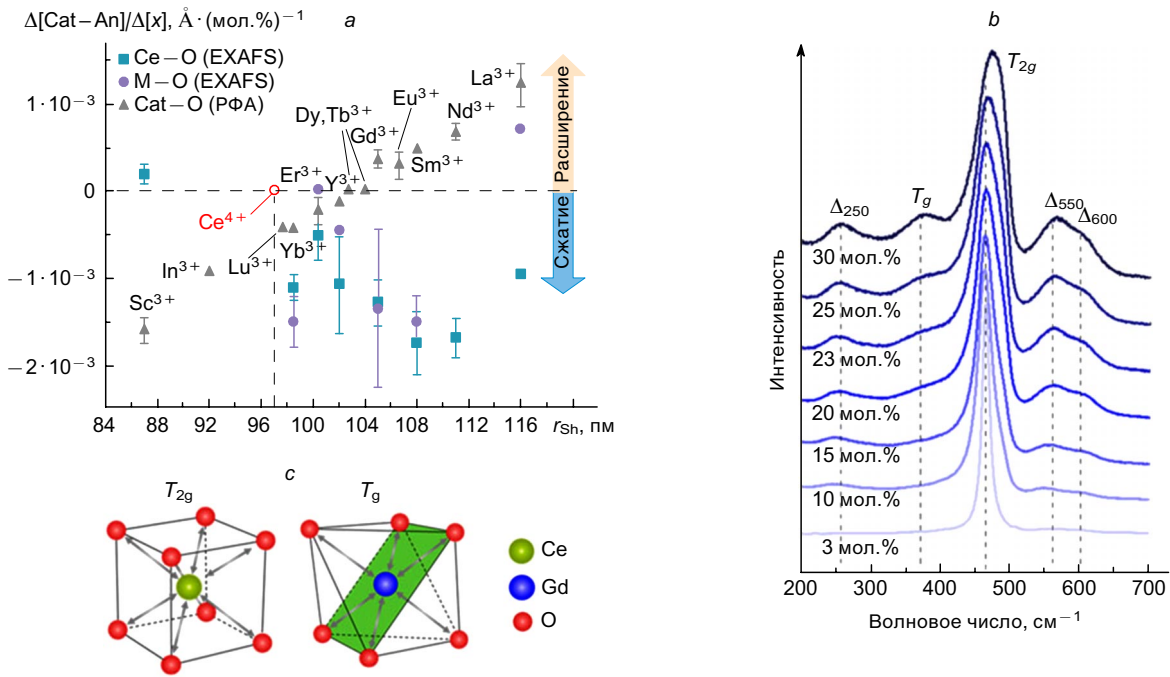 Δ[Cat – An]/Δ[x], Å · (мол.%)−1
a
Ce – O (EXAFS)
M – O (EXAFS)
Cat – O (РФА)
1 · 10−3
0
−1 · 10−3
−2 · 10−3
Sc3+
In3+
Ce4+
Lu3+
Yb3+
Er3+
Y3+
Dy,Tb3+
Gd3+
Eu3+
Sm3+
Nd3+
La3+
Расширение
Сжатие
84 88 92 96 100 104 108 112 116 rSh, пм
b
T2g
Tg
Δ250
Δ550
Δ600
30 мол.%
25 мол.%
23 мол.%
20 мол.%
15 мол.%
10 мол.%
3 мол.%
Интенсивность
200 300 400 500 600 700
Волновое число, см−1
c
T2g
Tg
Ce
Gd
O